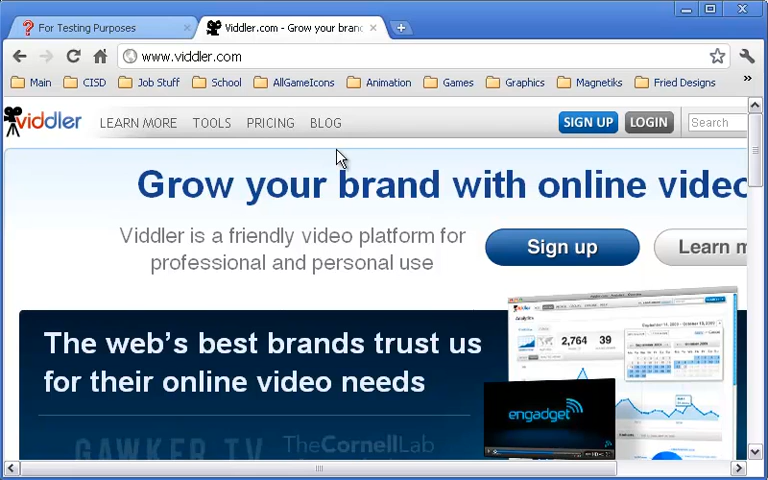 For Testing Purposes
Viddler.com - Grow your branc
www.viddler.com
Main CISD Job Stuff School AllGameIcons Animation Games Graphics Magnetiks Fried Designs
viddler LEARN MORE TOOLS PRICING BLOG SIGN UP LOGIN Search
Grow your brand with online video
Viddler is a friendly video platform for
professional and personal use
Sign up
Learn m
The web's best brands trust us
for their online video needs
GAWKER TV TheCornellLab
viddler
Analytics
2,764 39
engadget